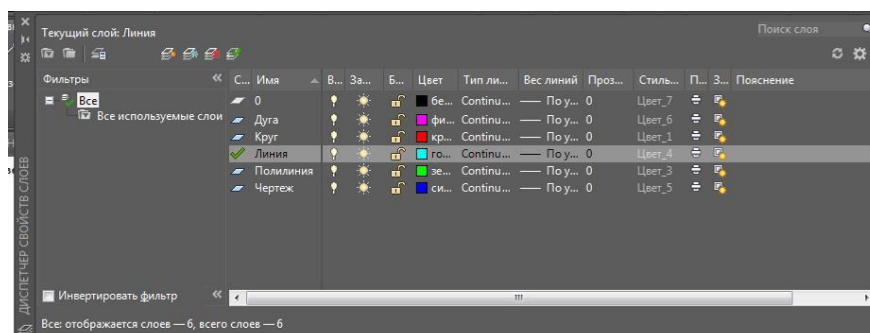 Текущий слой: Линия
Поиск слоя
Фильтры
С... Имя В... За... Б... Цвет Тип ли... Вес линий Проз... Стиль... П... З... Пояснение
Все
Все используемые слои
0 бе... Continu... По у... 0 Цвет_7
Дуга фи... Continu... По у... 0 Цвет_6
Круг кр... Continu... По у... 0 Цвет_1
Линия го... Continu... По у... 0 Цвет_4
Полилиния зе... Continu... По у... 0 Цвет_3
Чертеж си... Continu... По у... 0 Цвет_5
Инвертировать фильтр
Все: отображается слоев — 6, всего слоев — 6
ДИСПЕТЧЕР СВОЙСТВ СЛОЕВ